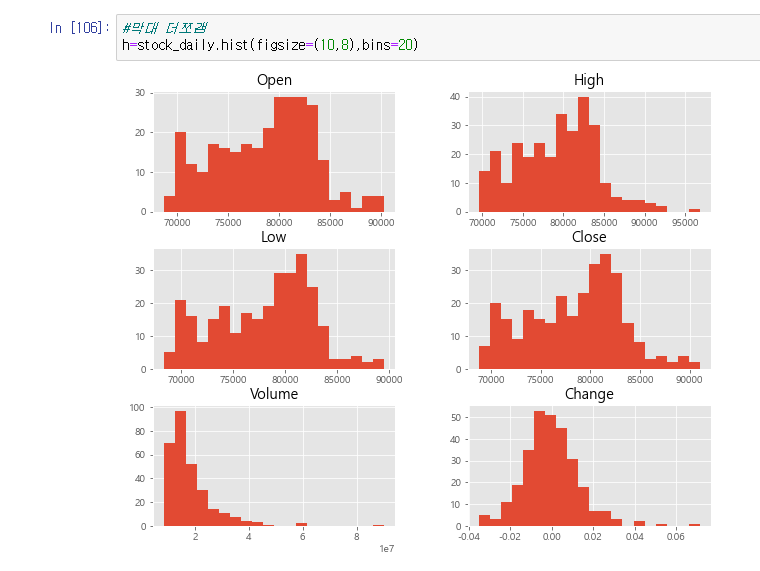 In [106]: #막대 더쪼갬
h=stock_daily.hist(figsize=(10,8),bins=20)
Open High
30 20 10 0
70000 75000 80000 85000 90000
40 30 20 10 0
70000 75000 80000 85000 90000 95000
Low Close
30 20 10 0
70000 75000 80000 85000 90000
30 20 10 0
70000 75000 80000 85000 90000
Volume Change
100 80 60 40 20 0
2 4 6 8
1e7
50 40 30 20 10 0
-0.04 -0.02 0.00 0.02 0.04 0.06